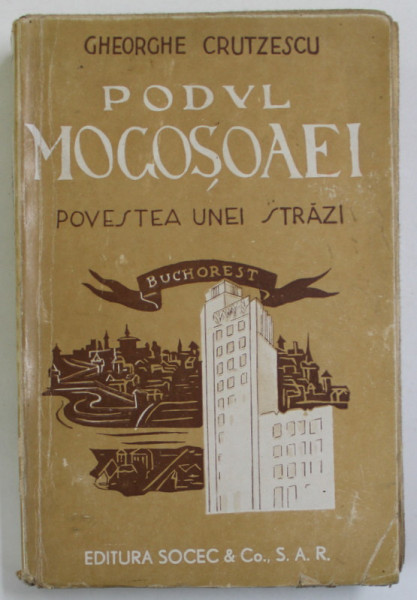 GHEORGHE CRUTZESCU
PODVL
MOGOȘOAEI
POVESTEA UNEI STRĂZI
BUCHOREST
EDITURA SOCEC & Co., S. A. R.